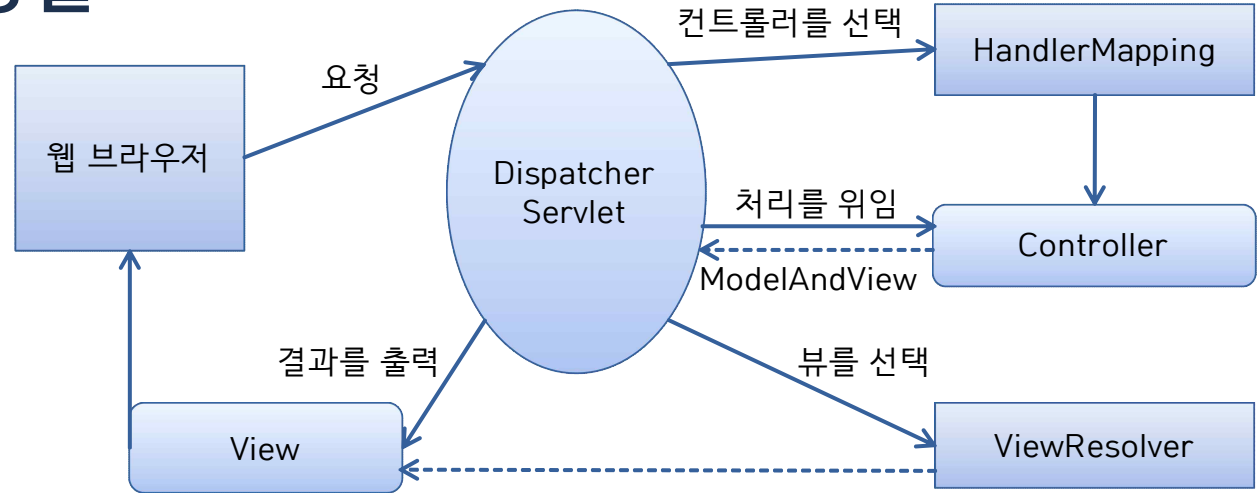 컨트롤러를 선택
HandlerMapping
요청
웹 브라우저
Dispatcher
Servlet
처리를 위임
Controller
ModelAndView
결과를 출력
뷰를 선택
View
ViewResolver